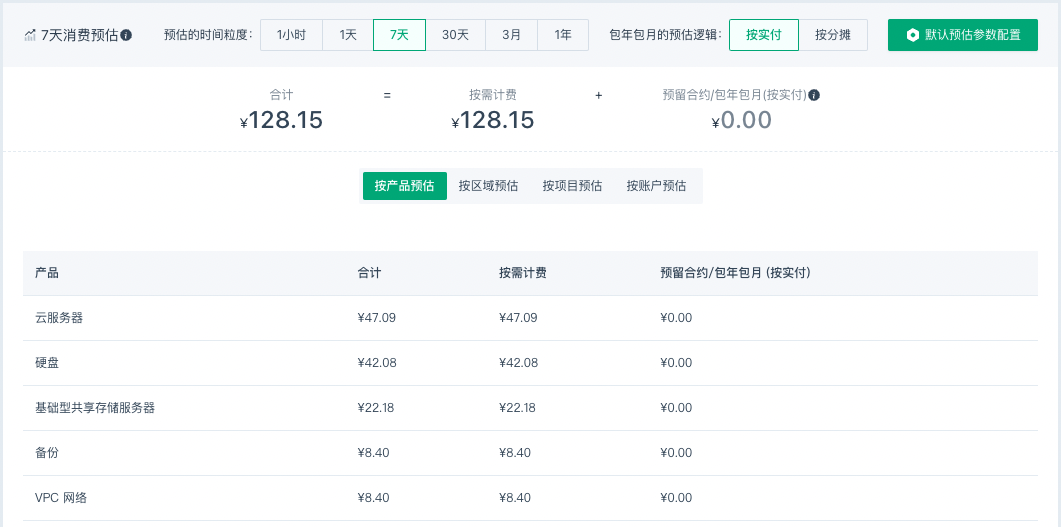 7天消费预估 预估的时间粒度: 1小时 1天 7天 30天 3月 1年 包年包月的预估逻辑: 按实付 按分摊 默认预估参数配置
合计 = 按需计费 + 预留合约/包年包月(按实付)
¥128.15 ¥128.15 ¥0.00
按产品预估 按区域预估 按项目预估 按账户预估
产品 合计 按需计费 预留合约/包年包月 (按实付)
云服务器 ¥47.09 ¥47.09 ¥0.00
硬盘 ¥42.08 ¥42.08 ¥0.00
基础型共享存储服务器 ¥22.18 ¥22.18 ¥0.00
备份 ¥8.40 ¥8.40 ¥0.00
VPC 网络 ¥8.40 ¥8.40 ¥0.00